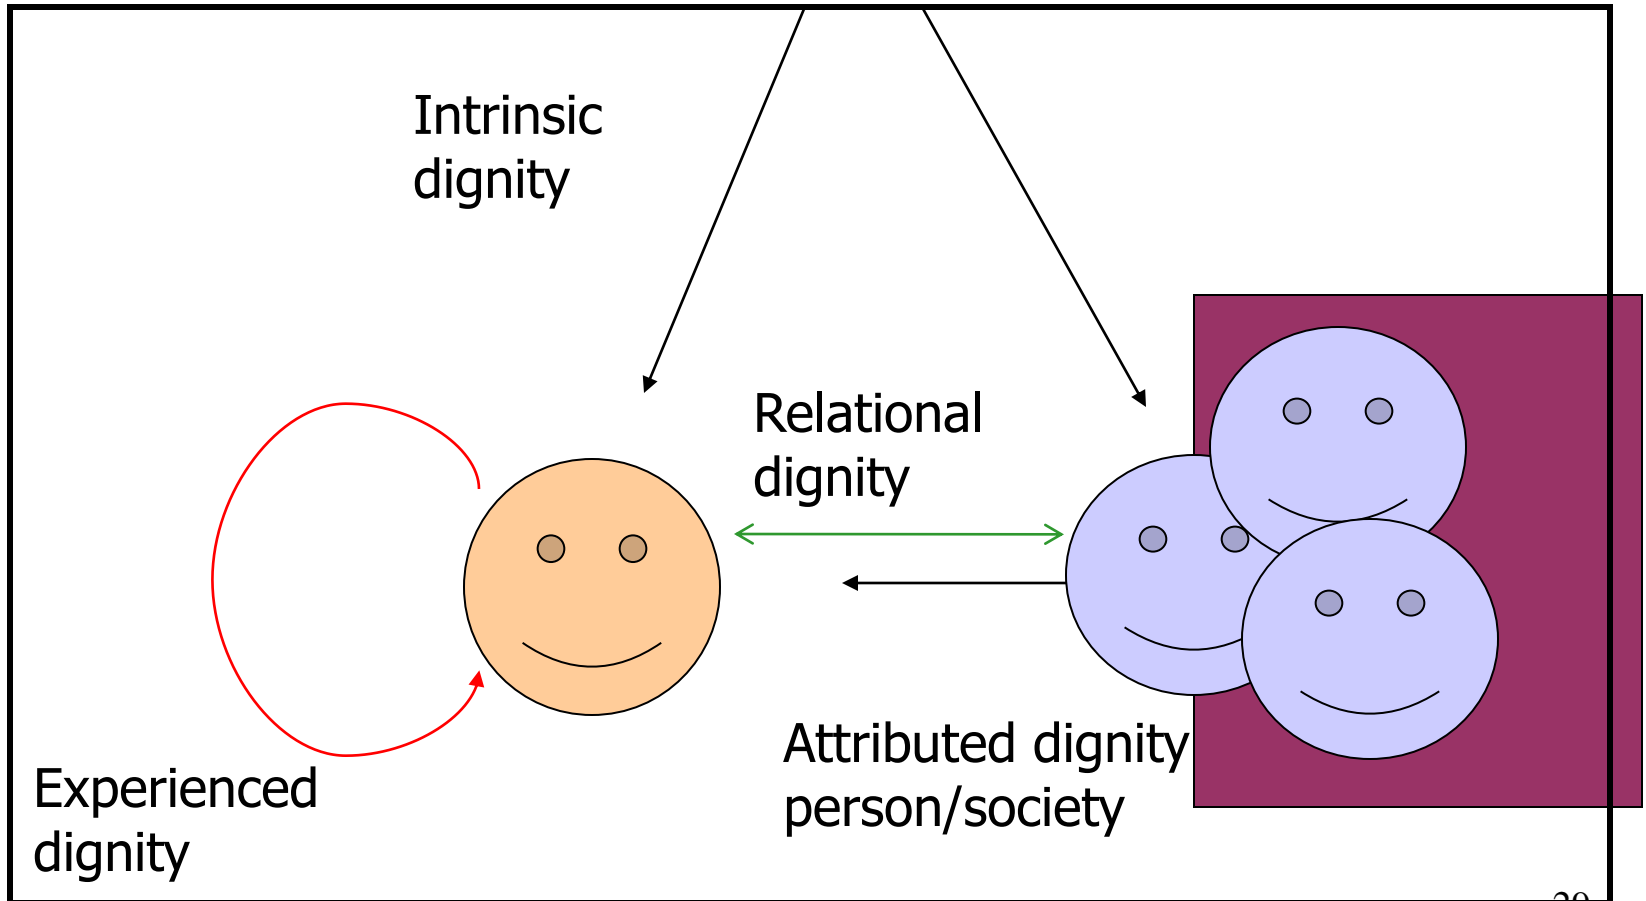 Intrinsic
dignity
Relational
dignity
Attributed dignity
person/society
Experienced
dignity